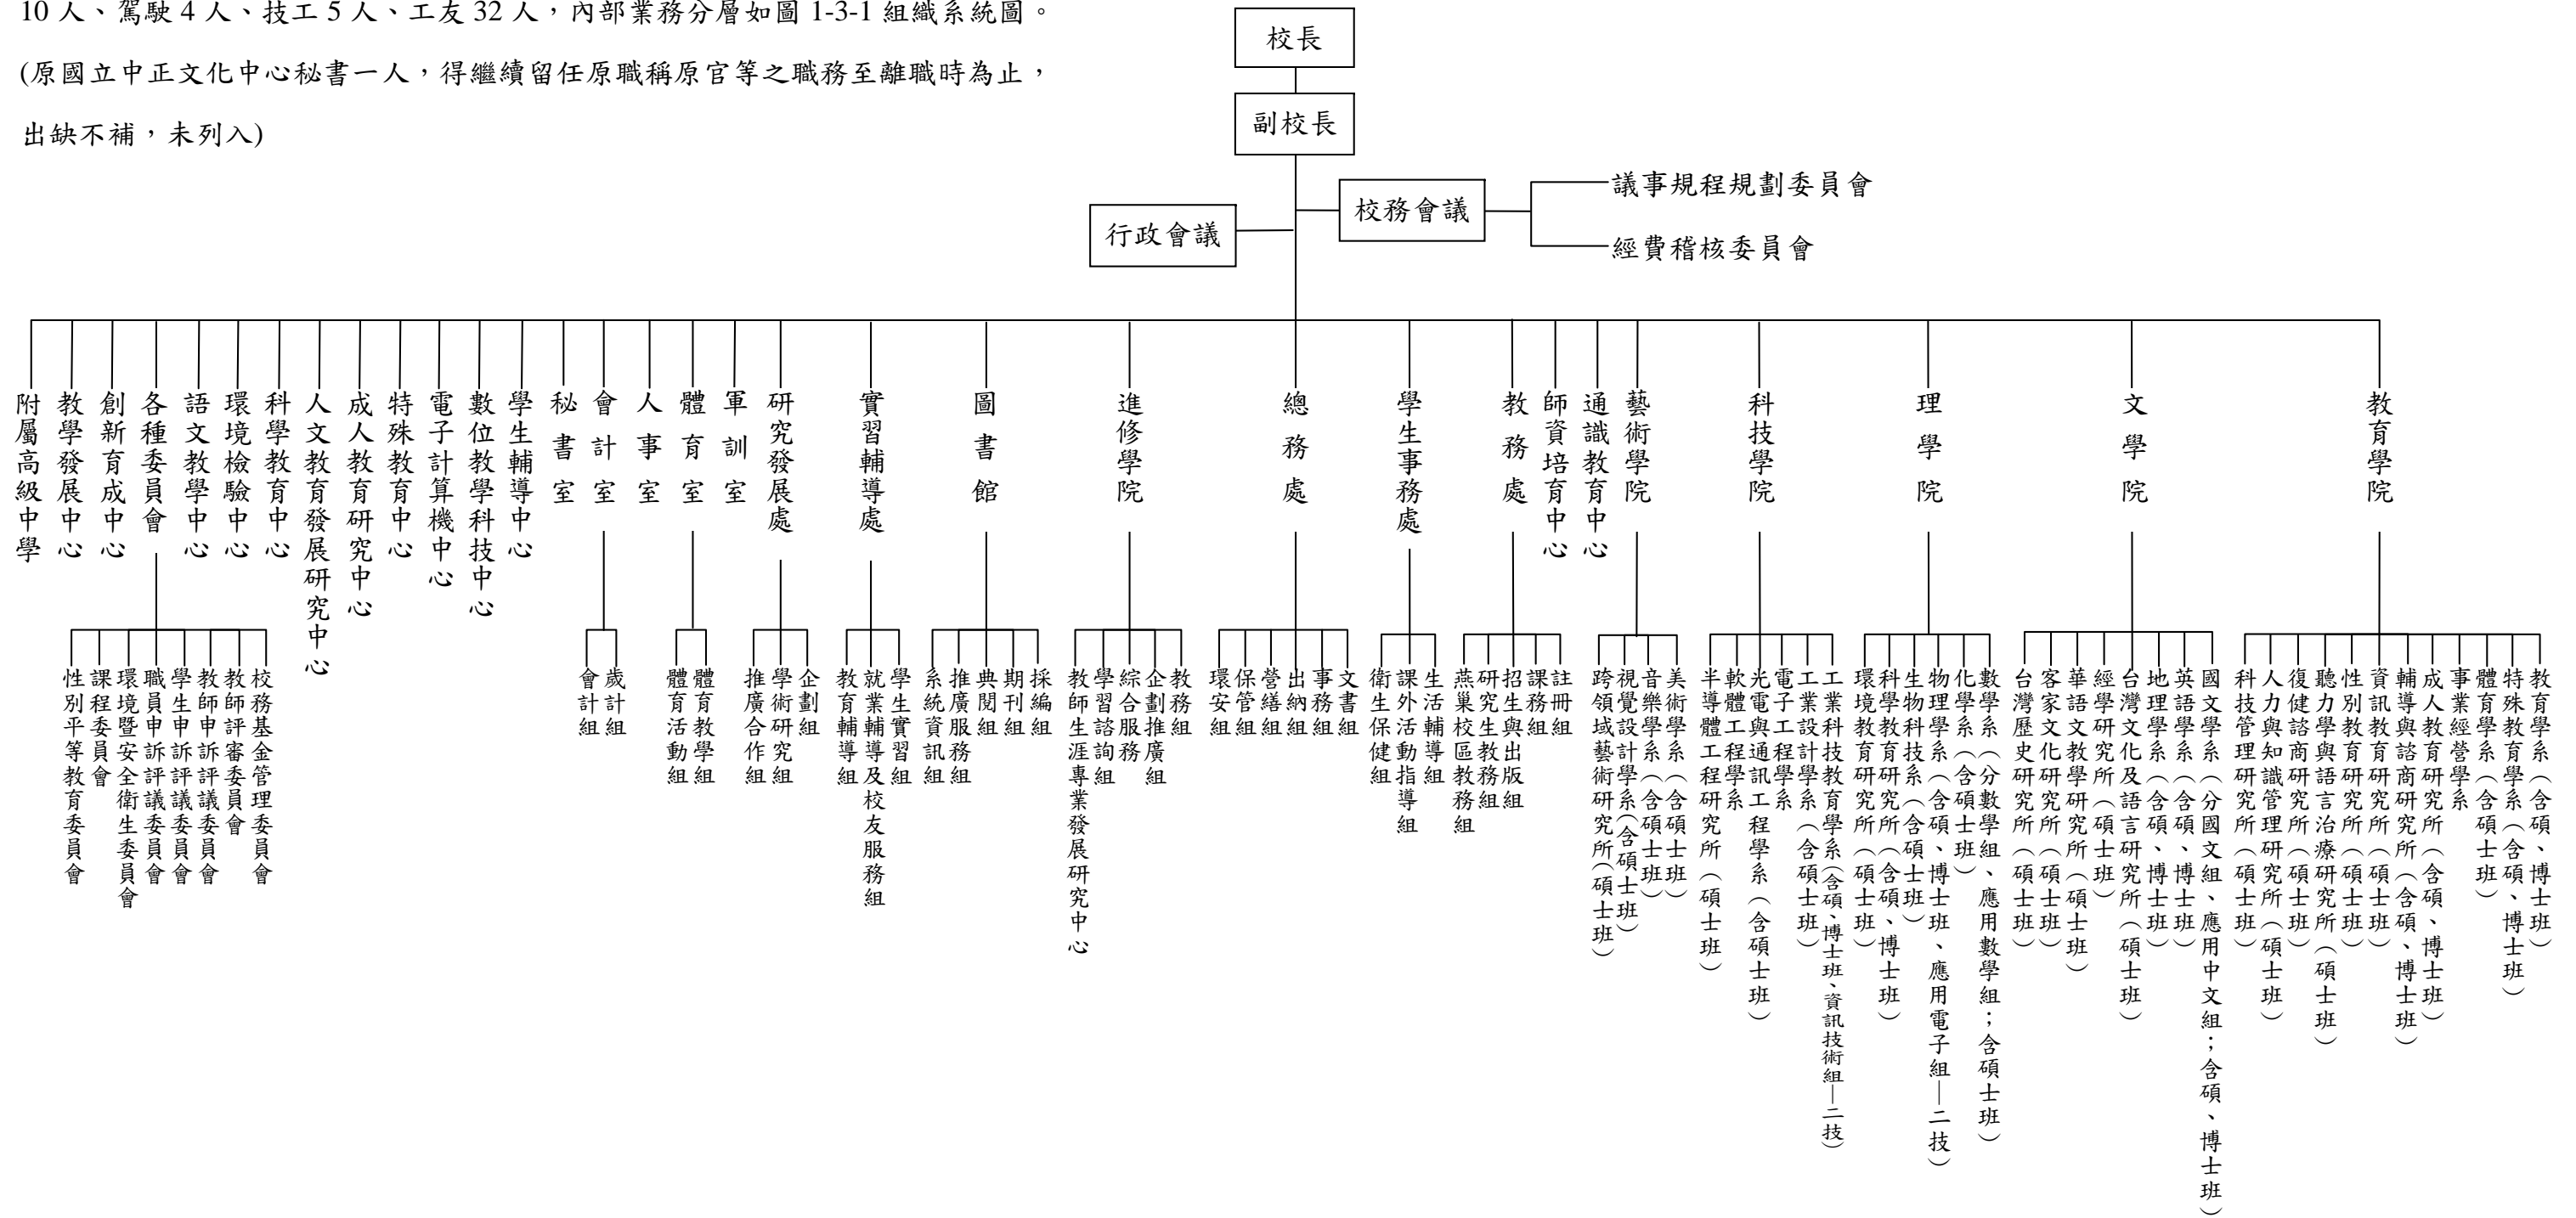 10 人、駕駛 4 人、技工 5 人、工友 32 人，內部業務分層如圖 1-3-1 組織系統圖。
(原國立中正文化中心秘書一人，得繼續留任原職稱原官等之職務至離職時為止，
出缺不補，未列入)
校長
副校長
校務會議
議事規程規劃委員會
行政會議
經費稽核委員會
附屬高級中學
教學發展中心
創新育成中心
各種委員會
語文教學中心
環境檢驗中心
科學教育中心
人文教育發展研究中心
成人教育研究中心
特殊教育中心
電子計算機中心
數位教學科技中心
學生輔導中心
秘書室
會計室
人事室
體育室
軍訓室
研究發展處
實習輔導處
圖書館
進修學院
總務處
學生事務處
教務處
師資培育中心
通識教育中心
藝術學院
科技學院
理學院
文學院
教育學院
性別平等教育委員會
課程委員會
環境暨安全衛生委員會
職員申訴評議委員會
學生申訴評議委員會
教師申訴評議委員會
教師評審委員會
校務基金管理委員會
會計組
歲計組
體育活動組
體育教學組
推廣合作組
學術研究組
企劃組
教育輔導組
就業輔導及校友服務組
學生實習組
系統資訊組
推廣服務組
典閱組
期刊組
採編組
教師生涯專業發展研究中心
學習諮詢組
綜合服務
企劃推廣組
教務組
環安組
保管組
營繕組
出納組
事務組
文書組
衛生保健組
課外活動指導組
生活輔導組
燕巢校區教務組
研究生教務組
招生與出版組
課務組
註冊組
跨領域藝術研究所（碩士班）
視覺設計學系（含碩士班）
音樂學系（含碩士班）
美術學系（含碩士班）
半導體工程研究所（碩士班）
軟體工程學系
光電與通訊工程學系（含碩士班）
電子工程學系
工業設計學系（含碩士班）
工業科技教育學系（含碩、博士班、資訊技術組—二技）
環境教育研究所（碩士班）
科學教育研究所（含碩、博士班）
生物科技系（含碩士班）
物理學系（含碩、博士班、應用電子組—二技）
化學系（含碩士班）
數學系（分數學組、應用數學組；含碩士班）
台灣歷史研究所（碩士班）
客家文化研究所（碩士班）
華語文教學研究所（碩士班）
經學研究所（碩士班）
台灣文化及語言研究所（碩士班）
地理學系（含碩、博士班）
英語學系（含碩、博士班）
國文學系（分國文組、應用中文組；含碩、博士班）
科技管理研究所（碩士班）
人力與知識管理研究所（碩士班）
復健諮商研究所（碩士班）
聽力學與語言治療研究所（碩士班）
性別教育研究所（碩士班）
資訊教育研究所（碩士班）
輔導與諮商研究所（含碩、博士班）
成人教育研究所（含碩、博士班）
事業經營學系
體育學系（含碩士班）
特殊教育學系（含碩、博士班）
教育學系（含碩、博士班）